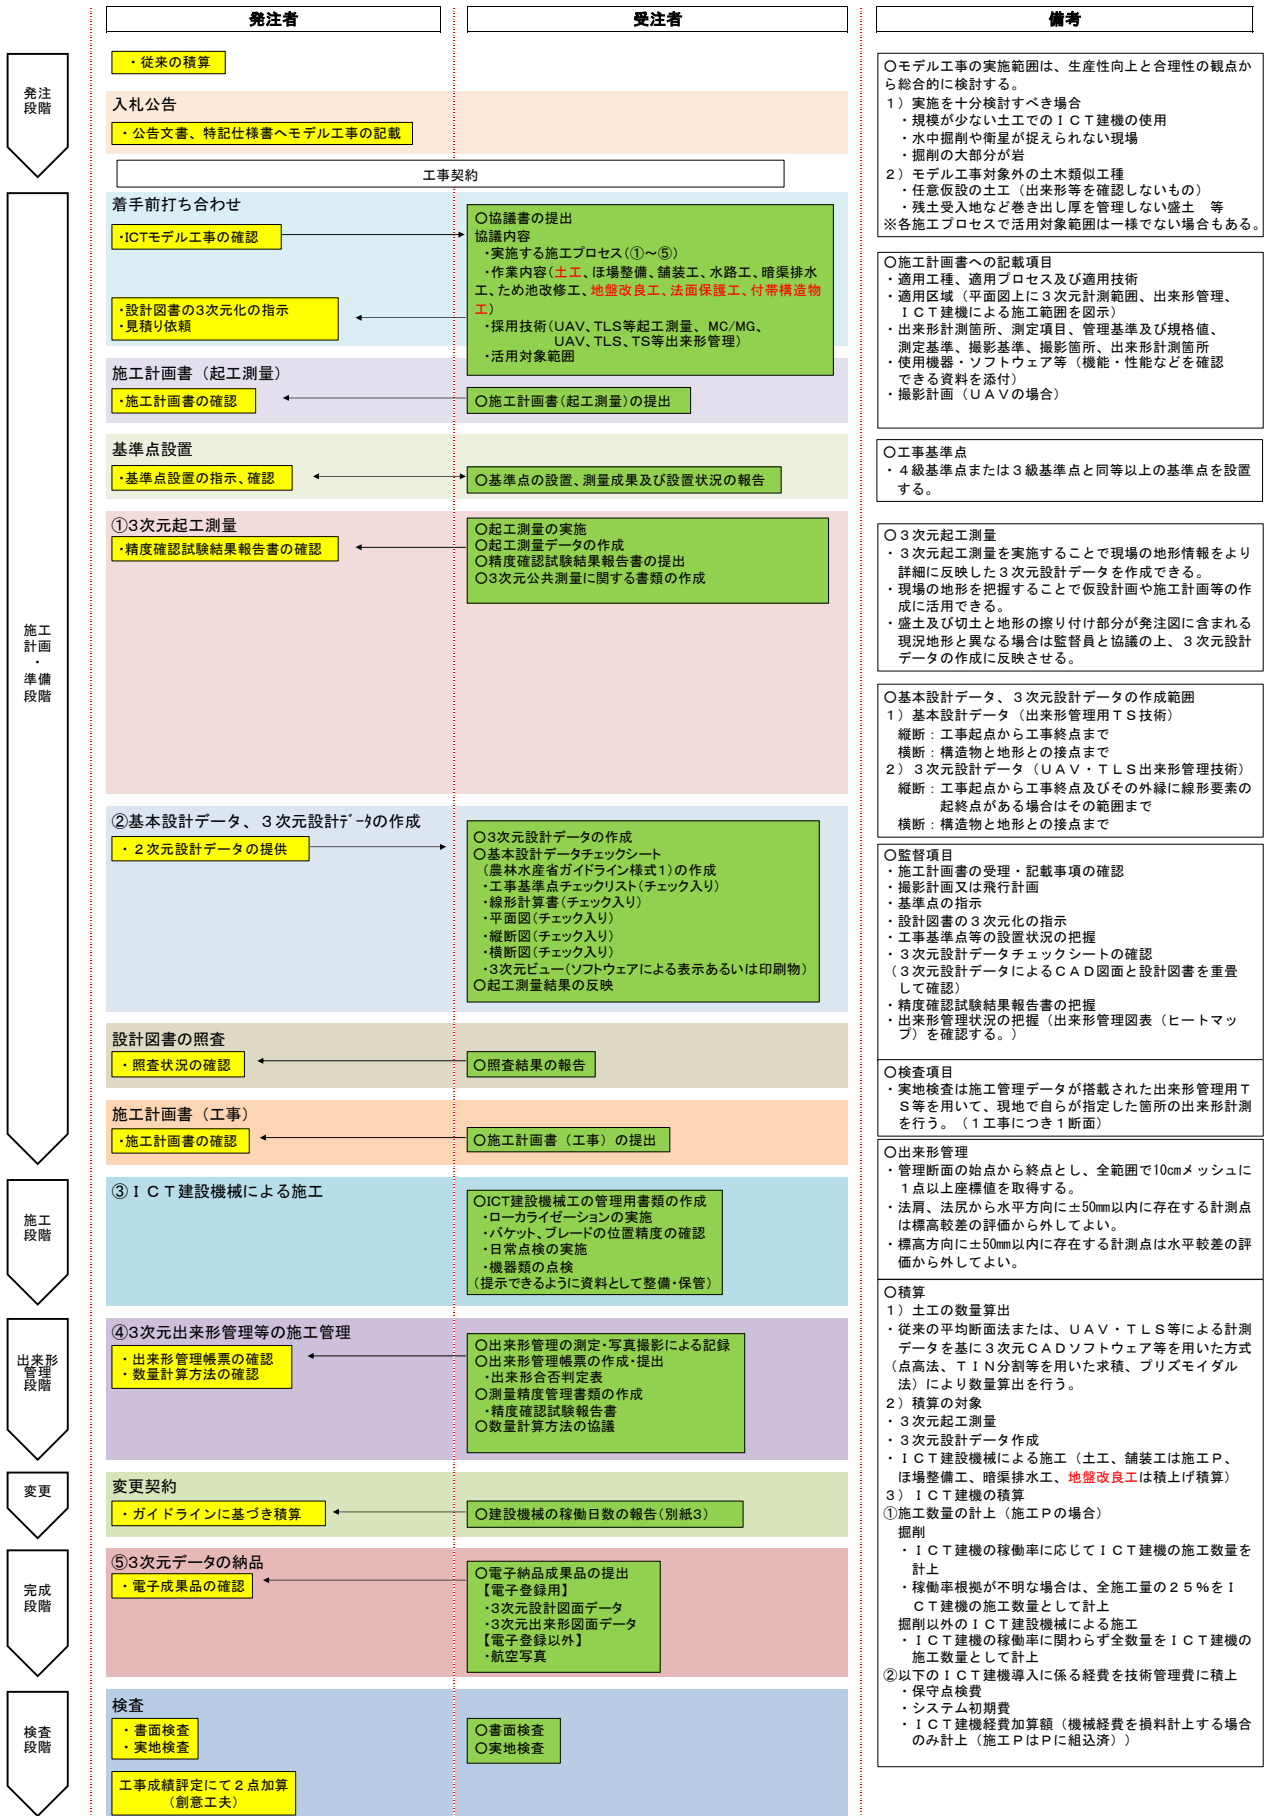 発注者
受注者
備考
発注
段階
・従来の積算
入札公告
・公告文書、特記仕様書へモデル工事の記載
工事契約
施工
計画
・
準備
段階
着手前打ち合わせ
・ICTモデル工事の確認
・設計図書の3次元化の指示
・見積り依頼
〇協議書の提出
協議内容
・実施する施工プロセス(①～⑤)
・作業内容(土工、ほ場整備、舗装工、水路工、暗渠排水
工、ため池改修工、地盤改良工、法面保護工、付帯構造物
工)
・採用技術(UAV、TLS等起工測量、MC/MG、
UAV、TLS、TS等出来形管理)
・活用対象範囲
施工計画書（起工測量）
・施工計画書の確認
〇施工計画書(起工測量)の提出
基準点設置
・基準点設置の指示、確認
〇基準点の設置、測量成果及び設置状況の報告
①3次元起工測量
・精度確認試験結果報告書の確認
〇起工測量の実施
〇起工測量データの作成
〇精度確認試験結果報告書の提出
〇3次元公共測量に関する書類の作成
②基本設計データ、３次元設計ﾃﾞｰﾀの作成
・２次元設計データの提供
〇3次元設計データの作成
〇基本設計データチェックシート
(農林水産省ガイドライン様式1)の作成
・工事基準点チェックリスト(チェック入り)
・線形計算書(チェック入り)
・平面図(チェック入り)
・縦断図(チェック入り)
・横断図(チェック入り)
・3次元ビュー(ソフトウェアによる表示あるいは印刷物)
〇起工測量結果の反映
設計図書の照査
・照査状況の確認
〇照査結果の報告
施工計画書（工事）
・施工計画書の確認
〇施工計画書（工事）の提出
施工
段階
③ＩＣＴ建設機械による施工
〇ICT建設機械工の管理用書類の作成
・ローカライゼーションの実施
・バケット、ブレードの位置精度の確認
・日常点検の実施
・機器類の点検
(提示できるように資料として整備・保管)
出来形
管理
段階
④3次元出来形管理等の施工管理
・出来形管理帳票の確認
・数量計算方法の確認
〇出来形管理の測定・写真撮影による記録
〇出来形管理帳票の作成・提出
・出来形合否判定表
〇測量精度管理書類の作成
・精度確認試験報告書
〇数量計算方法の協議
変更
変更契約
・ガイドラインに基づき積算
〇建設機械の稼働日数の報告(別紙3)
完成
段階
⑤3次元データの納品
・電子成果品の確認
〇電子納品成果品の提出
【電子登録用】
・3次元設計図面データ
・3次元出来形図面データ
【電子登録以外】
・航空写真
検査
段階
検査
・書面検査
・実地検査
〇書面検査
〇実地検査
工事成績評定にて２点加算
（創意工夫）
〇モデル工事の実施範囲は、生産性向上と合理性の観点か
ら総合的に検討する。
１）実施を十分検討すべき場合
・規模が少ない土工でのＩＣＴ建機の使用
・水中掘削や衛星が捉えられない現場
・掘削の大部分が岩
２）モデル工事対象外の土木類似工種
・任意仮設の土工（出来形等を確認しないもの）
・残土受入地など巻き出し厚を管理しない盛土　等
※各施工プロセスで活用対象範囲は一様でない場合もある。
〇施工計画書への記載項目
・適用工種、適用プロセス及び適用技術
・適用区域（平面図上に３次元計測範囲、出来形管理、
ＩＣＴ建機による施工範囲を図示）
・出来形計測箇所、測定項目、管理基準及び規格値、
測定基準、撮影基準、撮影箇所、出来形計測箇所
・使用機器・ソフトウェア等（機能・性能などを確認
できる資料を添付）
・撮影計画（ＵＡＶの場合）
〇工事基準点
・４級基準点または３級基準点と同等以上の基準点を設置
する。
〇３次元起工測量
・３次元起工測量を実施することで現場の地形情報をより
詳細に反映した３次元設計データを作成できる。
・現場の地形を把握することで仮設計画や施工計画等の作
成に活用できる。
・盛土及び切土と地形の擦り付け部分が発注図に含まれる
現況地形と異なる場合は監督員と協議の上、３次元設計
データの作成に反映させる。
〇基本設計データ、３次元設計データの作成範囲
１）基本設計データ（出来形管理用ＴＳ技術）
縦断：工事起点から工事終点まで
横断：構造物と地形との接点まで
２）３次元設計データ（ＵＡＶ・ＴＬＳ出来形管理技術）
縦断：工事起点から工事終点及びその外縁に線形要素の
起終点がある場合はその範囲まで
横断：構造物と地形との接点まで
〇監督項目
・施工計画書の受理・記載事項の確認
・撮影計画又は飛行計画
・基準点の指示
・設計図書の３次元化の指示
・工事基準点等の設置状況の把握
・３次元設計データチェックシートの確認
（３次元設計データによるＣＡＤ図面と設計図書を重畳
して確認）
・精度確認試験結果報告書の把握
・出来形管理状況の把握（出来形管理図表（ヒートマッ
プ）を確認する。）
〇検査項目
・実地検査は施工管理データが搭載された出来形管理用Ｔ
Ｓ等を用いて、現地で自らが指定した箇所の出来形計測
を行う。（１工事につき１断面）
〇出来形管理
・管理断面の始点から終点とし、全範囲で10cmメッシュに
１点以上座標値を取得する。
・法肩、法尻から水平方向に±50mm以内に存在する計測点
は標高較差の評価から外してよい。
・標高方向に±50mm以内に存在する計測点は水平較差の評
価から外してよい。
〇積算
１）土工の数量算出
・従来の平均断面法または、ＵＡＶ・ＴＬＳ等による計測
データを基に３次元ＣＡＤソフトウェア等を用いた方式
（点高法、ＴＩＮ分割等を用いた求積、プリズモイダル
法）により数量算出を行う。
２）積算の対象
・３次元起工測量
・３次元設計データ作成
・ＩＣＴ建設機械による施工（土工、舗装工は施工Ｐ、
ほ場整備工、暗渠排水工、地盤改良工は積上げ積算）
３）ＩＣＴ建機の積算
①施工数量の計上（施工Ｐの場合）
掘削
・ＩＣＴ建機の稼働率に応じてＩＣＴ建機の施工数量を
計上
・稼働率根拠が不明な場合は、全施工量の２５％をＩ
ＣＴ建機の施工数量として計上
掘削以外のＩＣＴ建設機械による施工
・ＩＣＴ建機の稼働率に関わらず全数量をＩＣＴ建機の
施工数量として計上
②以下のＩＣＴ建機導入に係る経費を技術管理費に積上
・保守点検費
・システム初期費
・ＩＣＴ建機経費加算額（機械経費を損料計上する場合
のみ計上（施工ＰはＰに組込済））